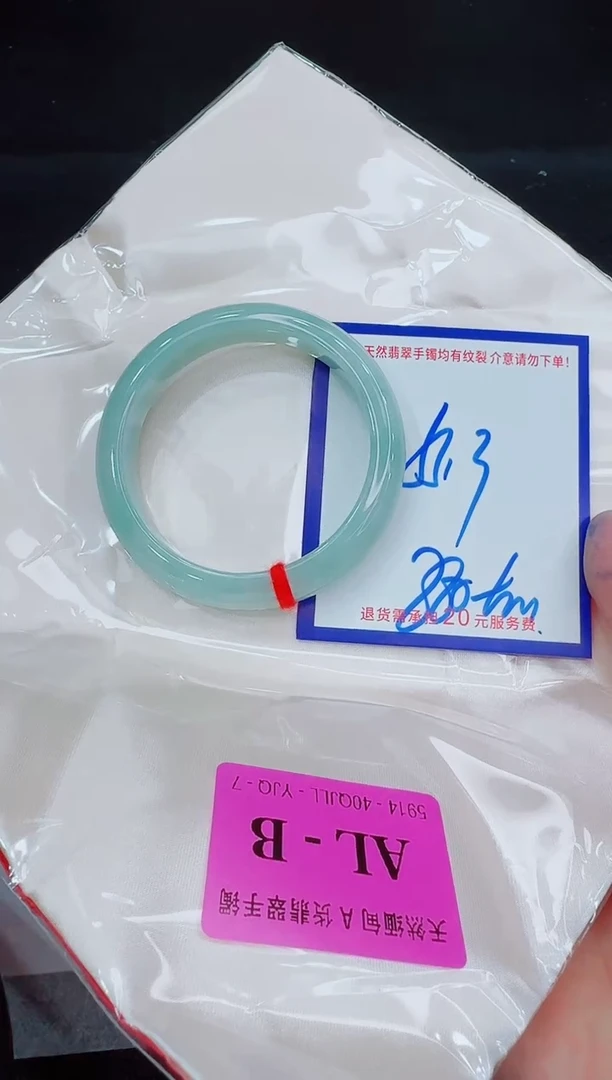 天然翡翠手镯均有纹裂介意请勿下单！
退货需承担20元服务费
天然缅甸 A 货翡翠手镯
AL - B
5914 - 40QJLL - YJQ - 7